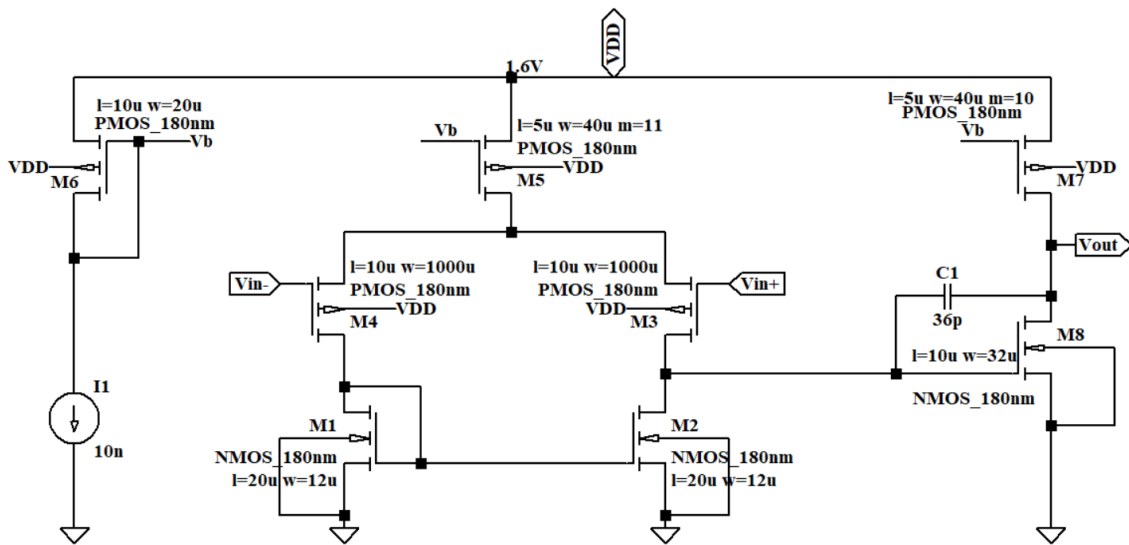 VDD
1.6V
l=10u w=20u
PMOS_180nm
Vb
VDD
M6
Vb
l=5u w=40u m=11
PMOS_180nm
VDD
M5
l=5u w=40u m=10
PMOS_180nm
Vb
VDD
M7
Vout
Vin-
l=10u w=1000u
PMOS_180nm
VDD
M4
l=10u w=1000u
PMOS_180nm
VDD
M3
Vin+
C1
36p
M8
l=10u w=32u
NMOS_180nm
I1
10n
M1
NMOS_180nm
l=20u w=12u
M2
NMOS_180nm
l=20u w=12u